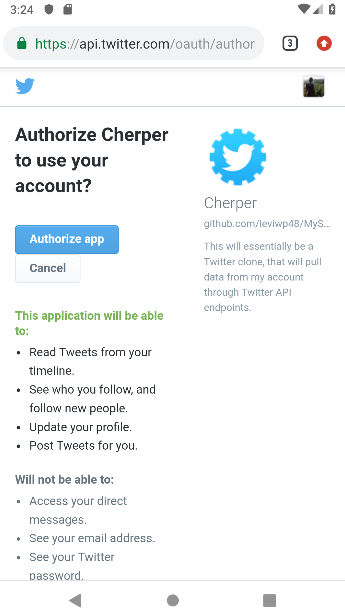 3:24
https://api.twitter.com/oauth/author
3
Authorize Cherper
to use your
account?
Authorize app
Cancel
This application will be able
to:
• Read Tweets from your
timeline.
• See who you follow, and
follow new people.
• Update your profile.
• Post Tweets for you.
Will not be able to:
• Access your direct
messages.
• See your email address.
• See your Twitter
password.
Cherper
github.com/leviwp48/MyS...
This will essentially be a
Twitter clone, that will pull
data from my account
through Twitter API
endpoints.